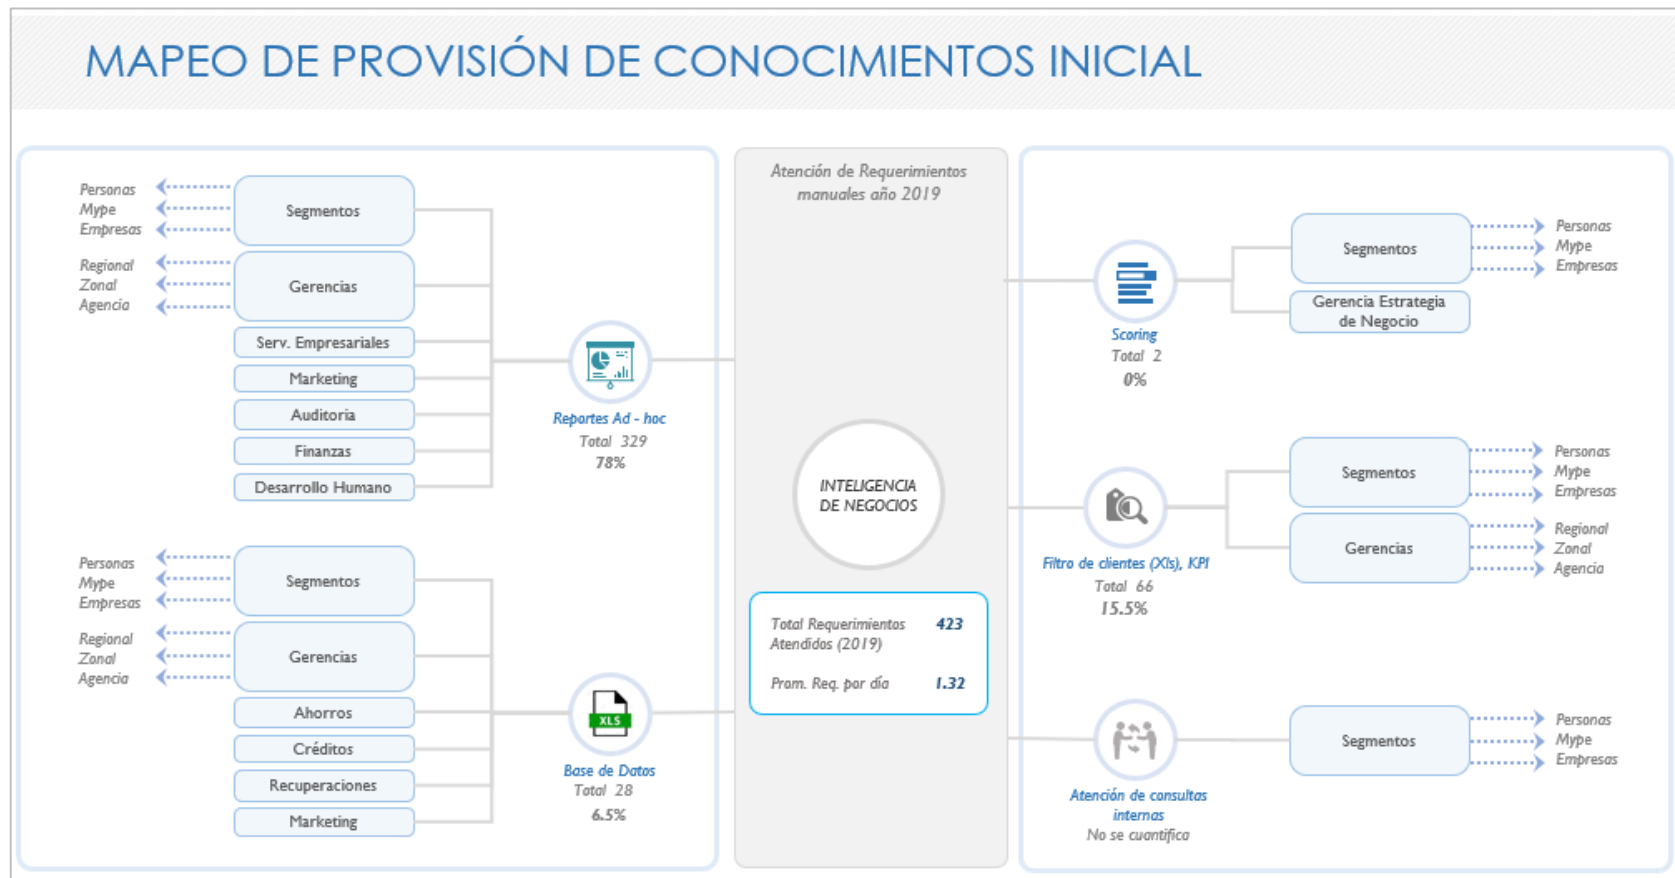 MAPEO DE PROVISIÓN DE CONOCIMIENTOS INICIAL
Personas
Mype
Empresas
Segmentos
Regional
Zonal
Agencia
Gerencias
Serv. Empresariales
Marketing
Auditoria
Finanzas
Desarrollo Humano
Reportes Ad - hoc
Total 329
78%
Personas
Mype
Empresas
Segmentos
Regional
Zonal
Agencia
Gerencias
Ahorros
Créditos
Recuperaciones
Marketing
XLS
Base de Datos
Total 28
6.5%
Atención de Requerimientos
manuales año 2019
INTELIGENCIA
DE NEGOCIOS
Total Requerimientos 423
Atendidos (2019)
Prom. Req. por día 1.32
Scoring
Total 2
0%
Segmentos
Personas
Mype
Empresas
Gerencia Estrategia
de Negocio
Filtro de clientes (Xls), KPI
Total 66
15.5%
Segmentos
Personas
Mype
Empresas
Gerencias
Regional
Zonal
Agencia
Atención de consultas
internas
No se cuantifica
Segmentos
Personas
Mype
Empresas